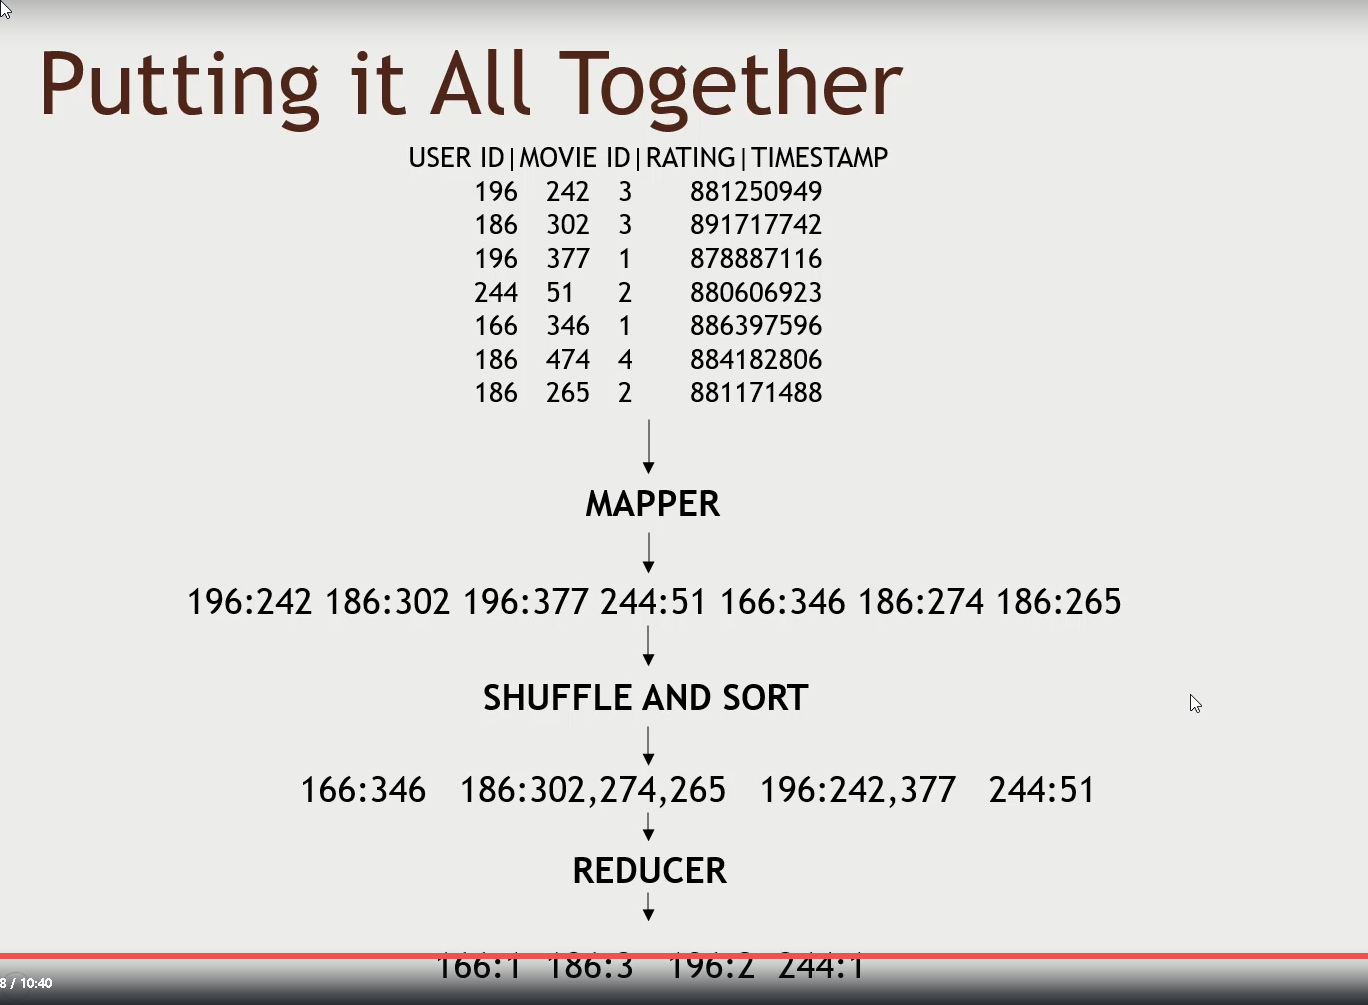 Putting it All Together
USER ID|MOVIE ID|RATING|TIMESTAMP
196 242 3 881250949
186 302 3 891717742
196 377 1 878887116
244 51 2 880606923
166 346 1 886397596
186 474 4 884182806
186 265 2 881171488
MAPPER
196:242 186:302 196:377 244:51 166:346 186:274 186:265
SHUFFLE AND SORT
166:346 186:302,274,265 196:242,377 244:51
REDUCER
166:1 186:3 196:2 244:1
8 / 10:40